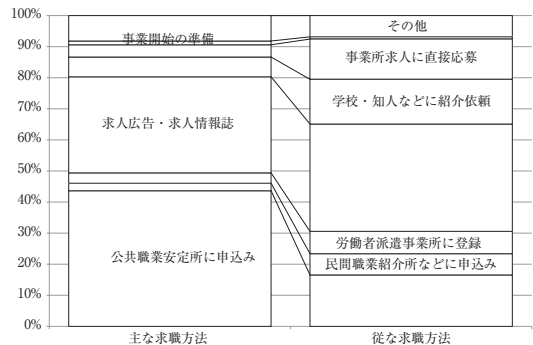 100%
90%
80%
70%
60%
50%
40%
30%
20%
10%
0%
事業開始の準備
求人広告・求人情報誌
公共職業安定所に申込み
その他
事業所求人に直接応募
学校・知人などに紹介依頼
労働者派遣事業所に登録
民間職業紹介所などに申込み
主な求職方法
従な求職方法